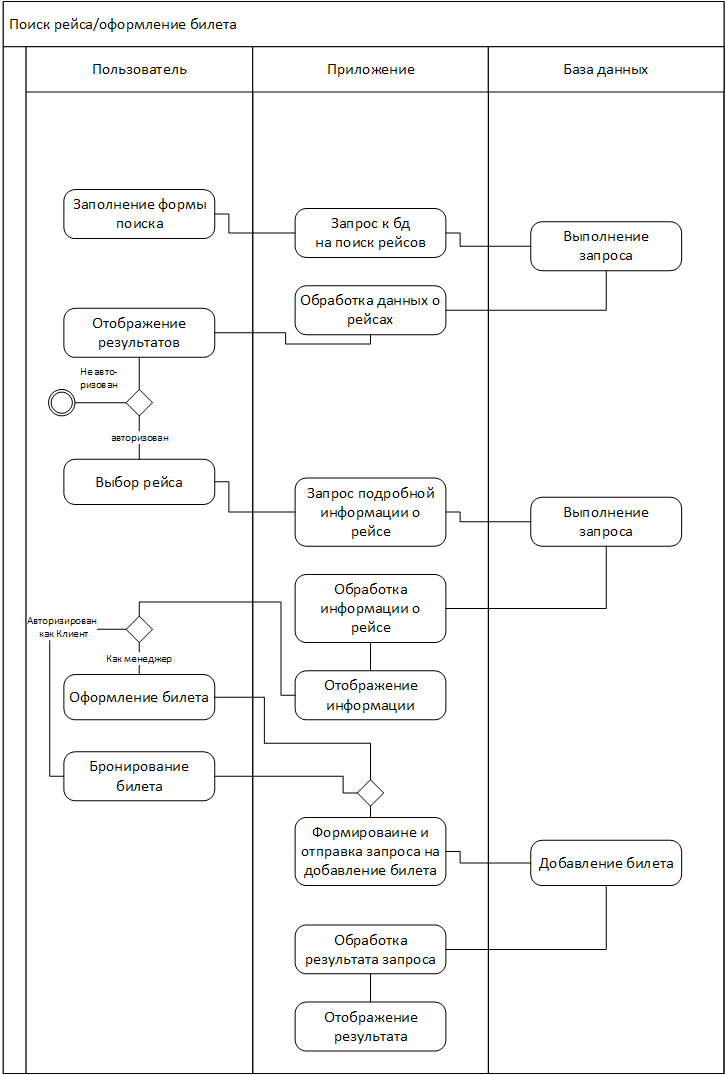 Поиск рейса/оформление билета
Пользователь
Приложение
База данных
Заполнение формы
поиска
Запрос к бд
на поиск рейсов
Выполнение
запроса
Обработка данных о
рейсах
Отображение
результатов
Не авто-
ризован
авторизован
Выбор рейса
Запрос подробной
информации о
рейсе
Выполнение
запроса
Обработка
информации о
рейсе
Авторизирован
как Клиент
Как менеджер
Оформление билета
Отображение
информации
Бронирование
билета
Формироваине и
отправка запроса на
добавление билета
Добавление билета
Обработка
результата запроса
Отображение
результата